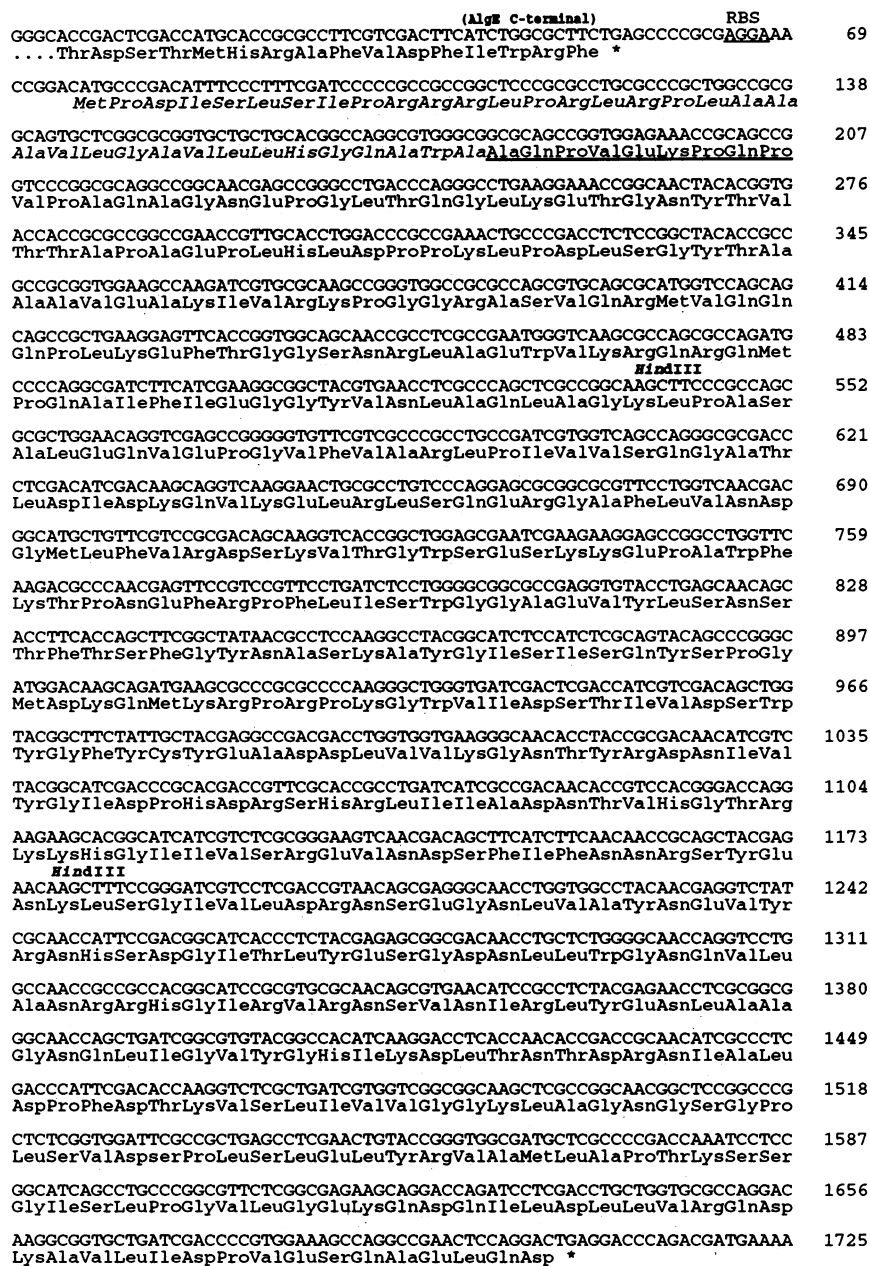 (AlgE C-terminal) RBS
GGGCACCGACTCGACCATGCACCGCGCCTTCGTCGACTTCATCTGGCGCTTCTGAGCCCCGCGAGGAAA 69
....ThrAspSerThrMetHisArgAlaPheValAspPheIleTrpArgPhe *
CCGGACATGCCCGACATTTCCCTTTCGATCCCCCGCCGCCGGCTCCCCCGCCTGCGCCCGCTGGCCGCG 138
MetProAspIleSerLeuSerIleProArgArgArgLeuProArgLeuArgProLeuAlaAla
GCAGTGCTCGGCGCGGTGCTGCTGCACGGCCAGGCGTGGGCGGCGCAGCCGGTGGAGAAACCGCAGCCG 207
AlaValLeuGlyAlaValLeuLeuHisGlyGlnAlaTrpAlaAlaGlnProValGluLysProGlnPro
GTCCCGGCGCAGGCCGGCAACGAGCCGGGCCTGACCCAGGGCCTGAAGGAAACCGGCAACTACACGGTG 276
ValProAlaGlnAlaGlyAsnGluProGlyLeuThrGlnGlyLeuLysGluThrGlyAsnTyrThrVal
ACCACCGCGCCGGCCGAACCGTTGCACCTGGACCCGCCGAAACTGCCCGACCTCTCCGGCTACACCGCC 345
ThrThrAlaProAlaGluProLeuHisLeuAspProProLysLeuProAspLeuSerGlyTyrThrAla
GCCGCGGTGGAAGCCAAGATCGTGCGCAAGCCGGGTGGCCGCGCCAGCGTGCAGCGCATGGTCCAGCAG 414
AlaAlaValGluAlaLysIleValArgLysProGlyGlyArgAlaSerValGlnArgMetValGlnGln
CAGCCGCTGAAGGAGTTCACCGGTGGCAGCAACCGCCTCGCCGAATGGGTCAAGCGCCAGCGCCAGATG 483
GlnProLeuLysGluPheThrGlyGlySerAsnArgLeuAlaGluTrpValLysArgGlnArgGlnMet
HindIII
CCCCAGGCGATCTTCATCGAAGGCGGCTACGTGAACCTCGCCCAGCTCGCCGGCAAGCTTCCCGCCAGC 552
ProGlnAlaIlePheIleGluGlyGlyTyrValAsnLeuAlaGlnLeuAlaGlyLysLeuProAlaSer
GCGCTGGAACAGGTCGAGCCGGGGGTGTTCGTCGCCCGCCTGCCGATCGTGGTCAGCCAGGGCGCGACC 621
AlaLeuGluGlnValGluProGlyValPheValAlaArgLeuProIleValValSerGlnGlyAlaThr
CTCGACATCGACAAGCAGGTCAAGGAACTGCGCCTGTCCCAGGAGCGCGGCGCGTTCCTGGTCAACGAC 690
LeuAspIleAspLysGlnValLysGluLeuArgLeuSerGlnGluArgGlyAlaPheLeuValAsnAsp
GGCATGCTGTTCGTCCGCGACAGCAAGGTCACCGGCTGGAGCGAATCGAAGAAGGAGCCGGCCTGGTTC 759
GlyMetLeuPheValArgAspSerLysValThrGlyTrpSerGluSerLysLysGluProAlaTrpPhe
AAGACGCCCAACGAGTTCCGTCCGTTCCTGATCTCCTGGGGCGGCGCCGAGGTGTACCTGAGCAACAGC 828
LysThrProAsnGluPheArgProPheLeuIleSerTrpGlyGlyAlaGluValTyrLeuSerAsnSer
ACCTTCACCAGCTTCGGCTATAACGCCTCCAAGGCCTACGGCATCTCCATCTCGCAGTACAGCCCGGGC 897
ThrPheThrSerPheGlyTyrAsnAlaSerLysAlaTyrGlyIleSerIleSerGlnTyrSerProGly
ATGGACAAGCAGATGAAGCGCCCGCGCCCCAAGGGCTGGGTGATCGACTCGACCATCGTCGACAGCTGG 966
MetAspLysGlnMetLysArgProArgProLysGlyTrpValIleAspSerThrIleValAspSerTrp
TACGGCTTCTATTGCTACGAGGCCGACGACCTGGTGGTGAAGGGCAACACCTACCGCGACAACATCGTC 1035
TyrGlyPheTyrCysTyrGluAlaAspAspLeuValValLysGlyAsnThrTyrArgAspAsnIleVal
TACGGCATCGACCCGCACGACCGTTCGCACCGCCTGATCATCGCCGACAACACCGTCCACGGGACCAGG 1104
TyrGlyIleAspProHisAspArgSerHisArgLeuIleIleAlaAspAsnThrValHisGlyThrArg
AAGAAGCACGGCATCATCGTCTCGCGGGAAGTCAACGACAGCTTCATCTTCAACAACCGCAGCTACGAG 1173
LysLysHisGlyIleIleValSerArgGluValAsnAspSerPheIlePheAsnAsnArgSerTyrGlu
HindIII
AACAAGCTTTCCGGGATCGTCCTCGACCGTAACAGCGAGGGCAACCTGGTGGCCTACAACGAGGTCTAT 1242
AsnLysLeuSerGlyIleValLeuAspArgAsnSerGluGlyAsnLeuValAlaTyrAsnGluValTyr
CGCAACCATTCCGACGGCATCACCCTCTACGAGAGCGGCGACAACCTGCTCTGGGGCAACCAGGTCCTG 1311
ArgAsnHisSerAspGlyIleThrLeuTyrGluSerGlyAspAsnLeuLeuTrpGlyAsnGlnValLeu
GCCAACCGCCGCCACGGCATCCGCGTGCGCAACAGCGTGAACATCCGCCTCTACGAGAACCTCGCGGCG 1380
AlaAsnArgArgHisGlyIleArgValArgAsnSerValAsnIleArgLeuTyrGluAsnLeuAlaAla
GGCAACCAGCTGATCGGCGTGTACGGCCACATCAAGGACCTCACCAACACCGACCGCAACATCGCCCTC 1449
GlyAsnGlnLeuIleGlyValTyrGlyHisIleLysAspLeuThrAsnThrAspArgAsnIleAlaLeu
GACCCATTCGACACCAAGGTCTCGCTGATCGTGGTCGGCGGCAAGCTCGCCGGCAACGGCTCCGGCCCG 1518
AspProPheAspThrLysValSerLeuIleValValGlyGlyLysLeuAlaGlyAsnGlySerGlyPro
CTCTCGGTGGATTCGCCGCTGAGCCTCGAACTGTACCGGGTGGCGATGCTCGCCCCGACCAAATCCTCC 1587
LeuSerValAspserProLeuSerLeuGluLeuTyrArgValAlaMetLeuAlaProThrLysSerSer
GGCATCAGCCTGCCCGGCGTTCTCGGCGAGAAGCAGGACCAGATCCTCGACCTGCTGGTGCGCCAGGAC 1656
GlyIleSerLeuProGlyValLeuGlyGluLysGlnAspGlnIleLeuAspLeuLeuValArgGlnAsp
AAGGCGGTGCTGATCGACCCCGTGGAAAGCCAGGCCGAACTCCAGGACTGAGGACCCAGACGATGAAAA 1725
LysAlaValLeuIleAspProValGluSerGlnAlaGluLeuGlnAsp *